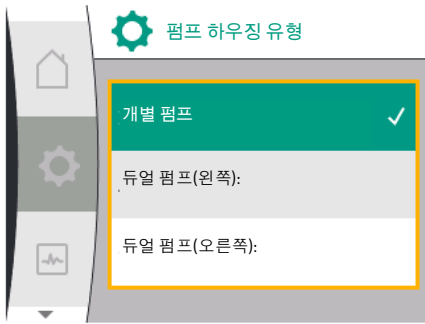 펌프 하우징 유형
개별 펌프
듀얼 펌프(왼쪽):
듀얼 펌프(오른쪽):